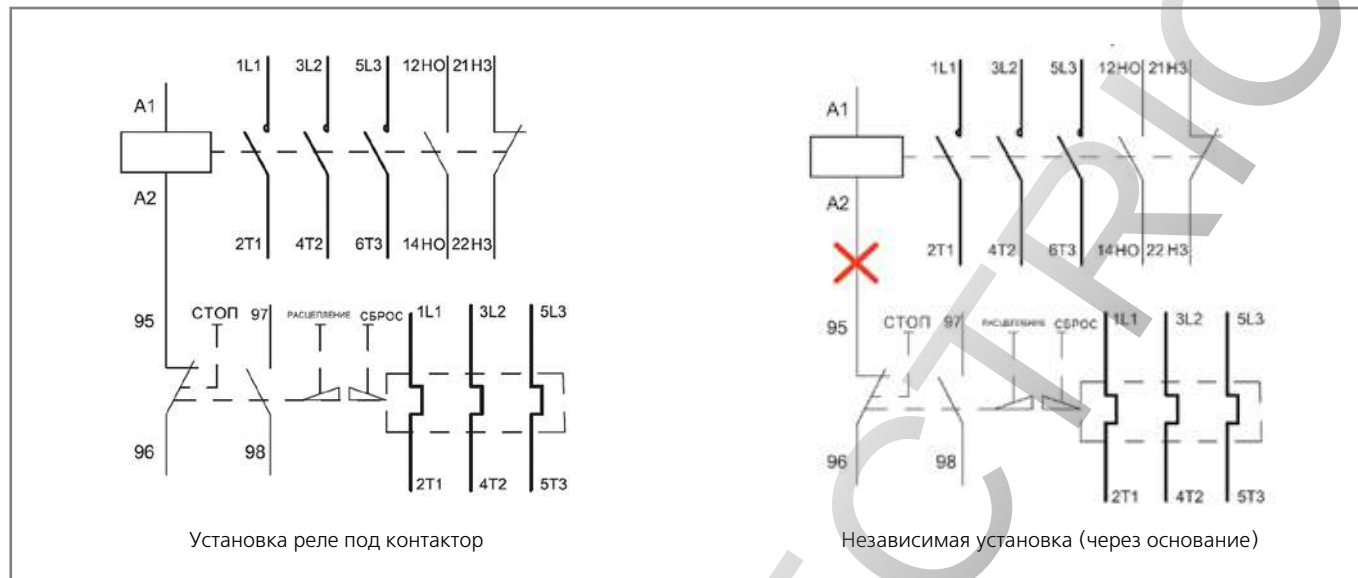 1L1 3L2 5L3 12НО 21НЗ
A1
A2
2T1 4T2 6T3 14НО 22НЗ
95 СТОП 97 РАСЦЕПЛЕНИЕ СБРОС 1L1 3L2 5L3
96 98
2T1 4T2 5T3
Установка реле под контактор
1L1 3L2 5L3 12НО 21НЗ
A1
A2
2T1 4T2 6T3 14НО 22НЗ
95 СТОП 97 РАСЦЕПЛЕНИЕ СБРОС 1L1 3L2 5L3
96 98
2T1 4T2 5T3
Независимая установка (через основание)
CTRIC